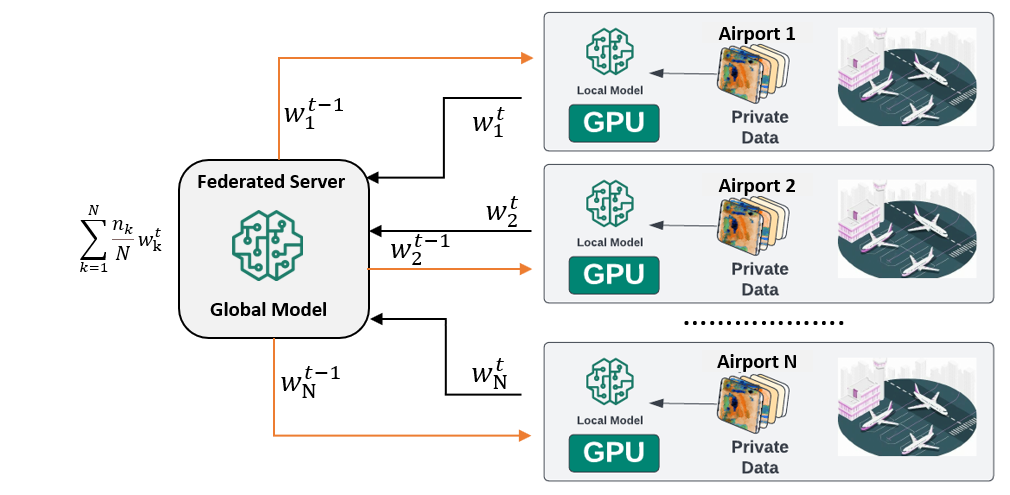 Airport 1
w_1^{t-1}
w_1^t
Local Model
GPU
Private
Data
Federated Server
Global Model
\sum_{k=1}^{N} \frac{n_k}{N} w_k^t
w_2^t
w_2^{t-1}
Airport 2
Local Model
GPU
Private
Data
....................
w_N^{t-1}
w_N^t
Airport N
Local Model
GPU
Private
Data